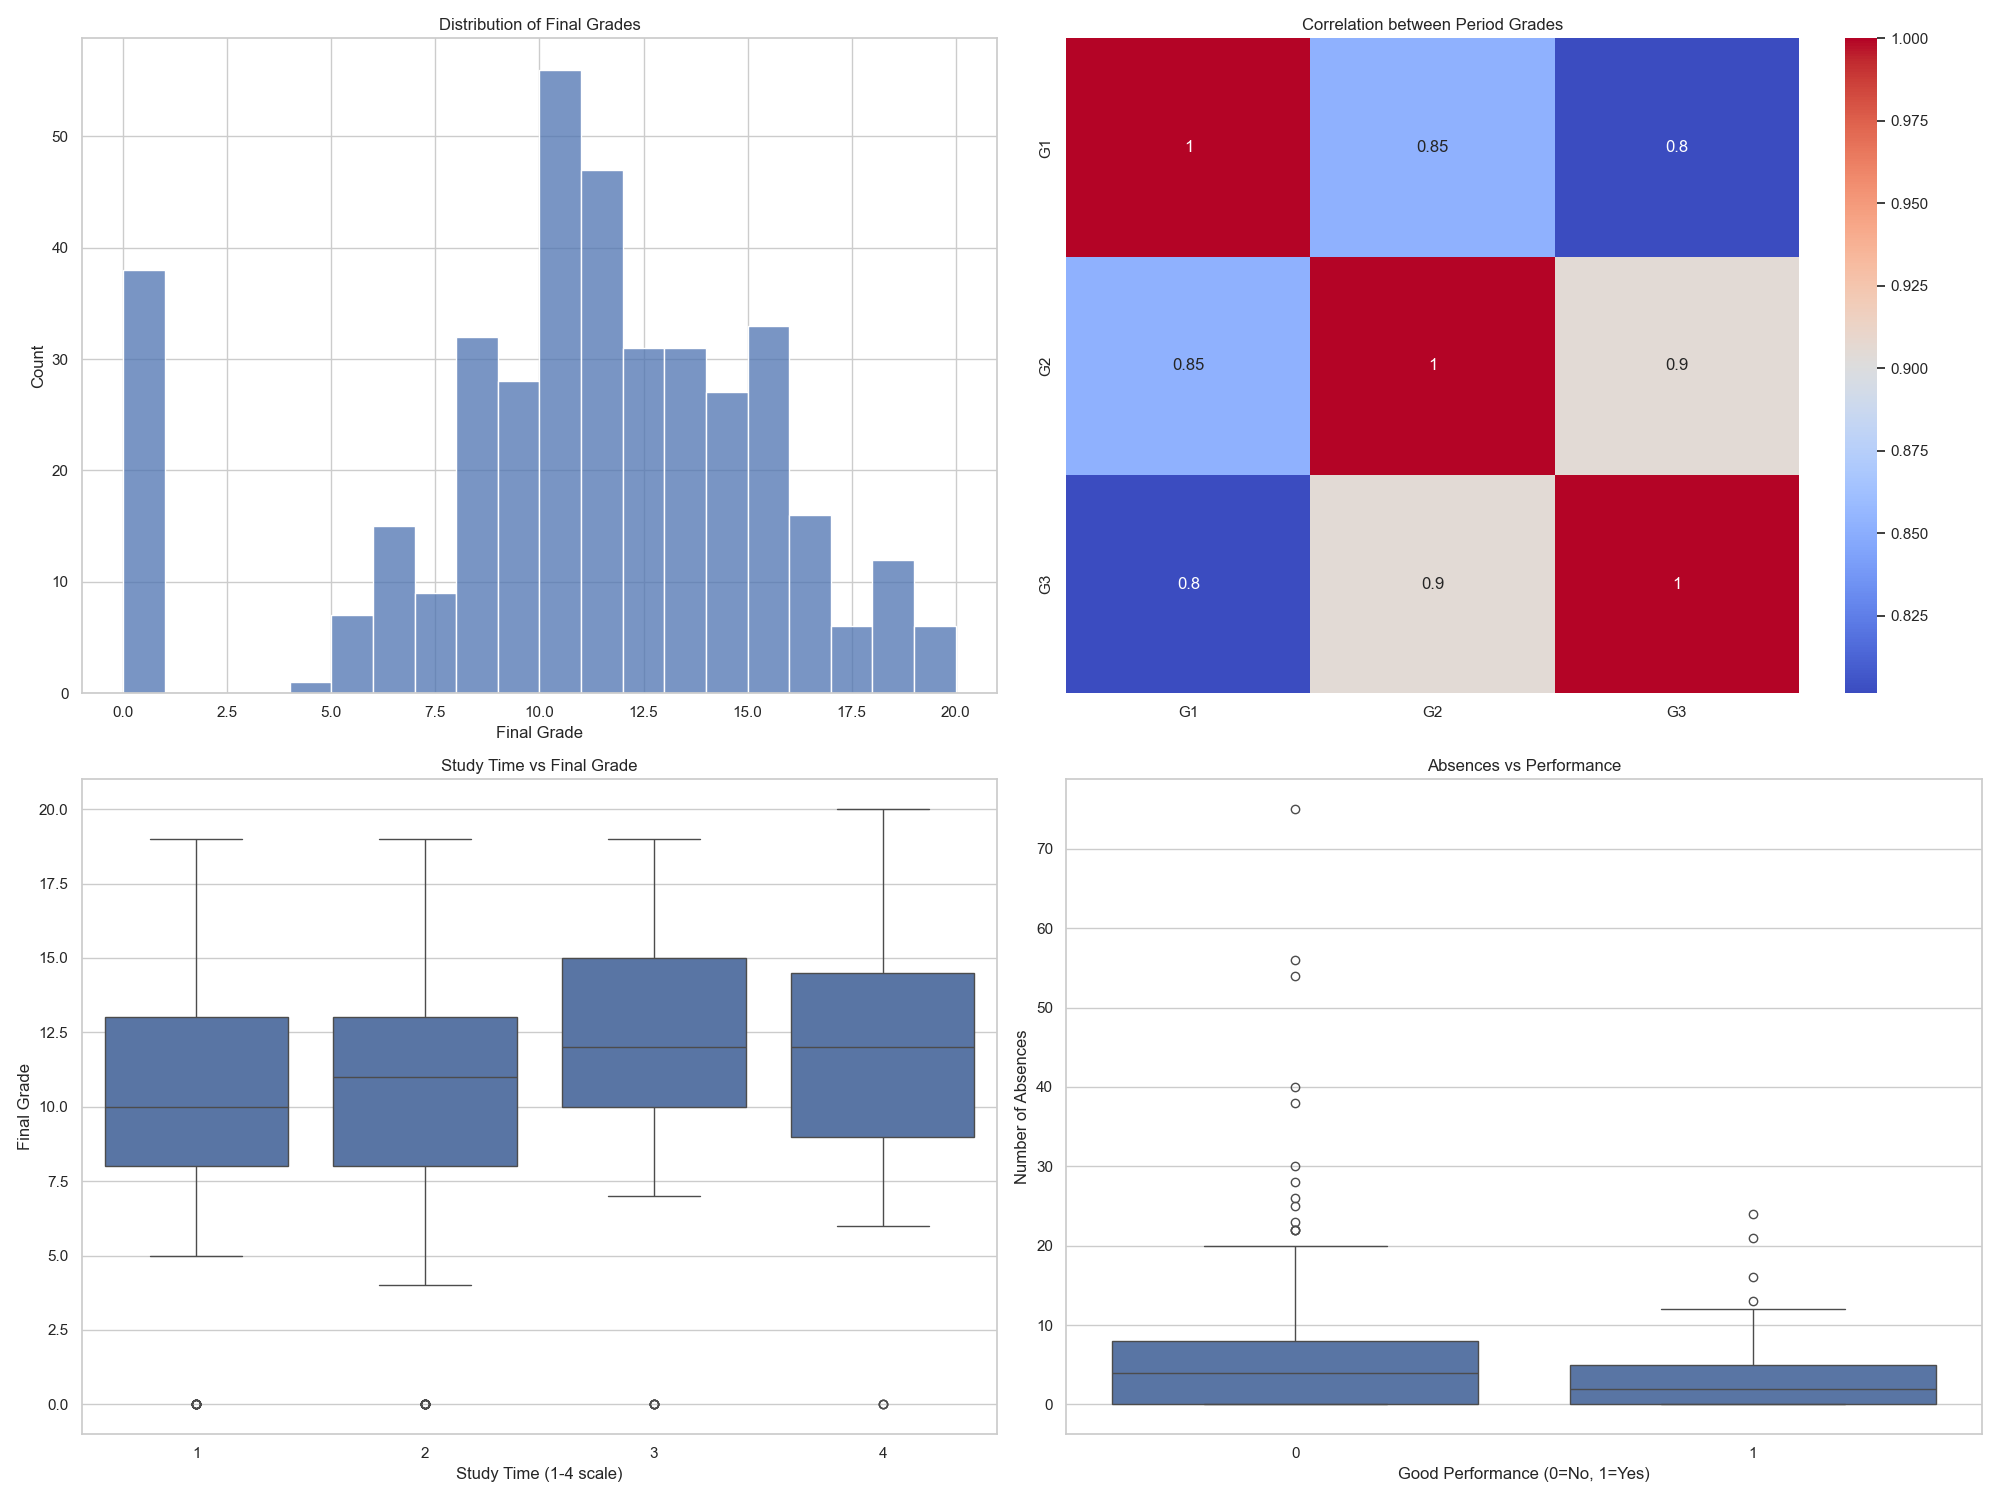 Distribution of Final Grades
Count
50
40
30
20
10
0
0.0 2.5 5.0 7.5 10.0 12.5 15.0 17.5 20.0
Final Grade
Correlation between Period Grades
G1
G2
G3
1 0.85 0.8
0.85 1 0.9
0.8 0.9 1
G1 G2 G3
1.000
0.975
0.950
0.925
0.900
0.875
0.850
0.825
Study Time vs Final Grade
Final Grade
20.0
17.5
15.0
12.5
10.0
7.5
5.0
2.5
0.0
1 2 3 4
Study Time (1-4 scale)
Absences vs Performance
Number of Absences
70
60
50
40
30
20
10
0
0 1
Good Performance (0=No, 1=Yes)